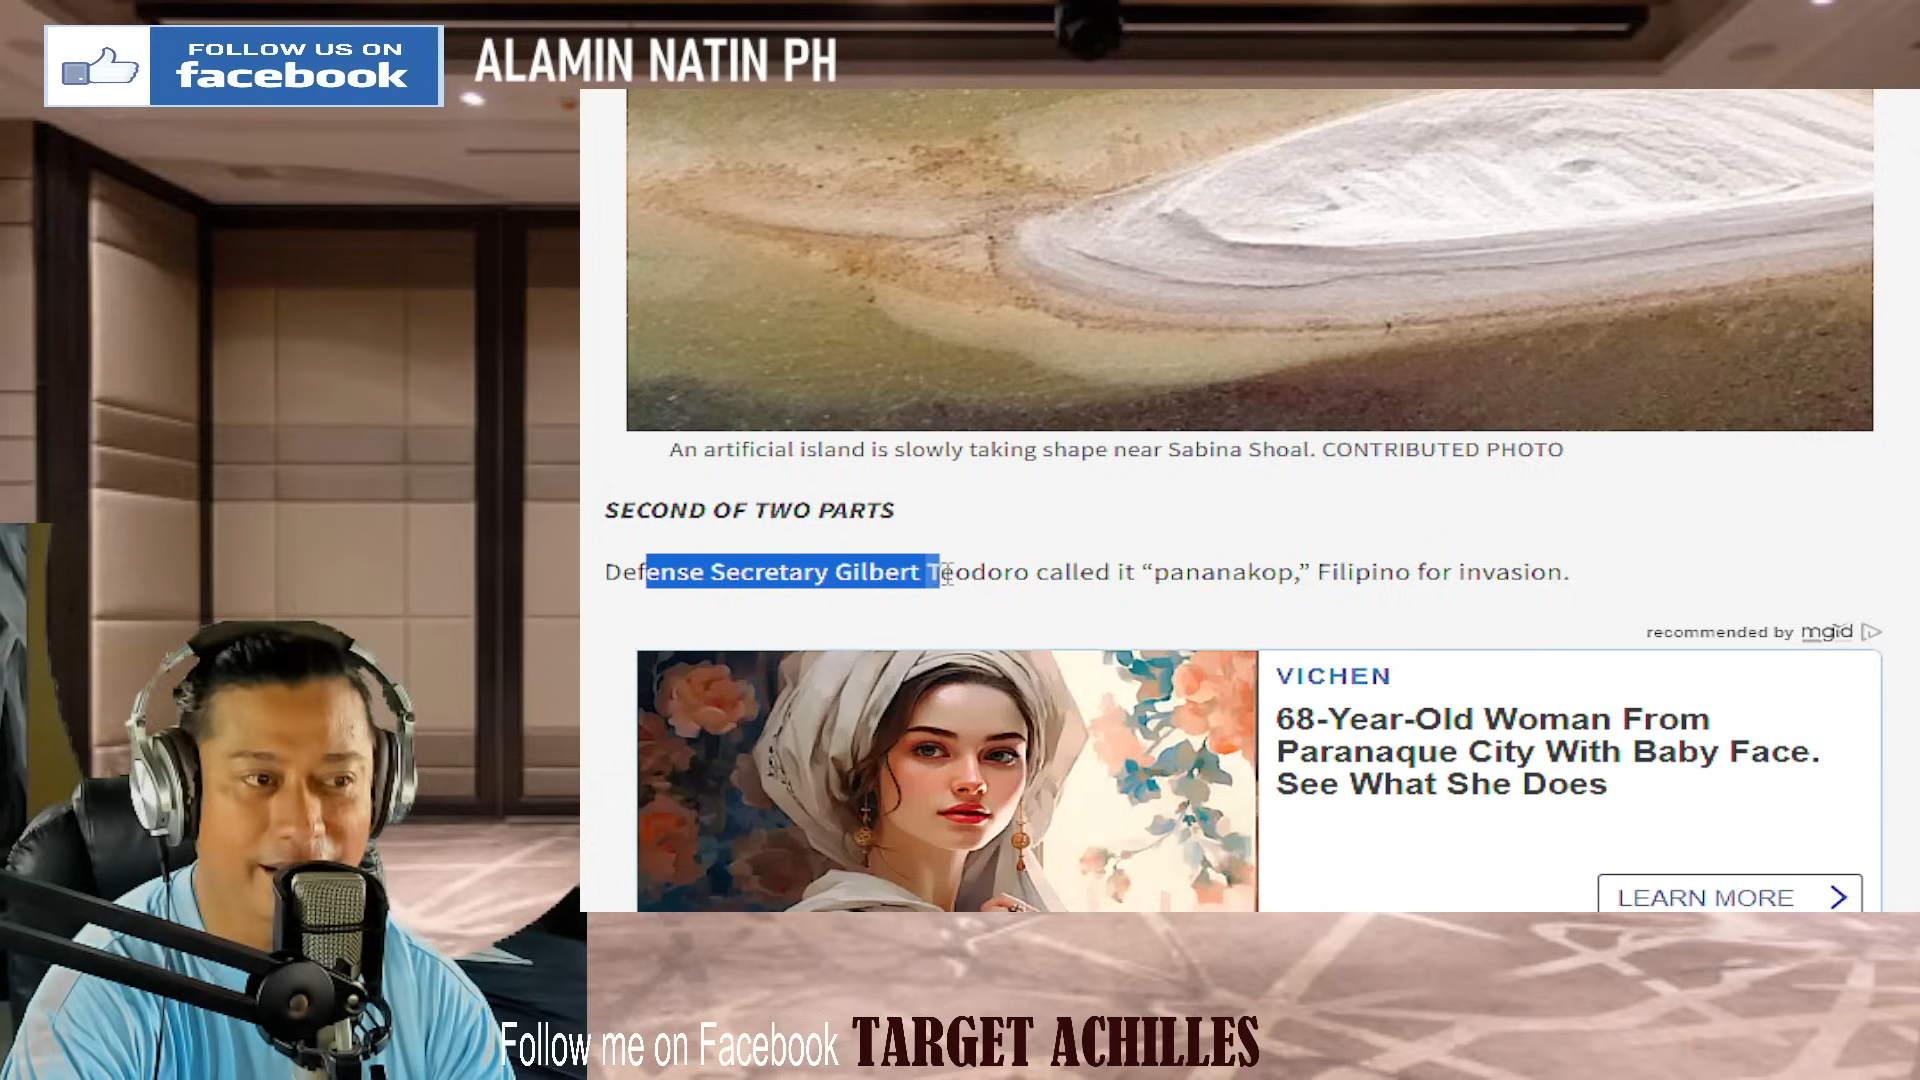 FOLLOW US ON
facebook
ALAMIN NATIN PH
An artificial island is slowly taking shape near Sabina Shoal. CONTRIBUTED PHOTO
SECOND OF TWO PARTS
Defense Secretary Gilbert Teodoro called it “pananakop,” Filipino for invasion.
recommended by mgid
VICHEN
68-Year-Old Woman From
Paranaque City With Baby Face.
See What She Does
LEARN MORE
Follow me on Facebook TARGET ACHILLES